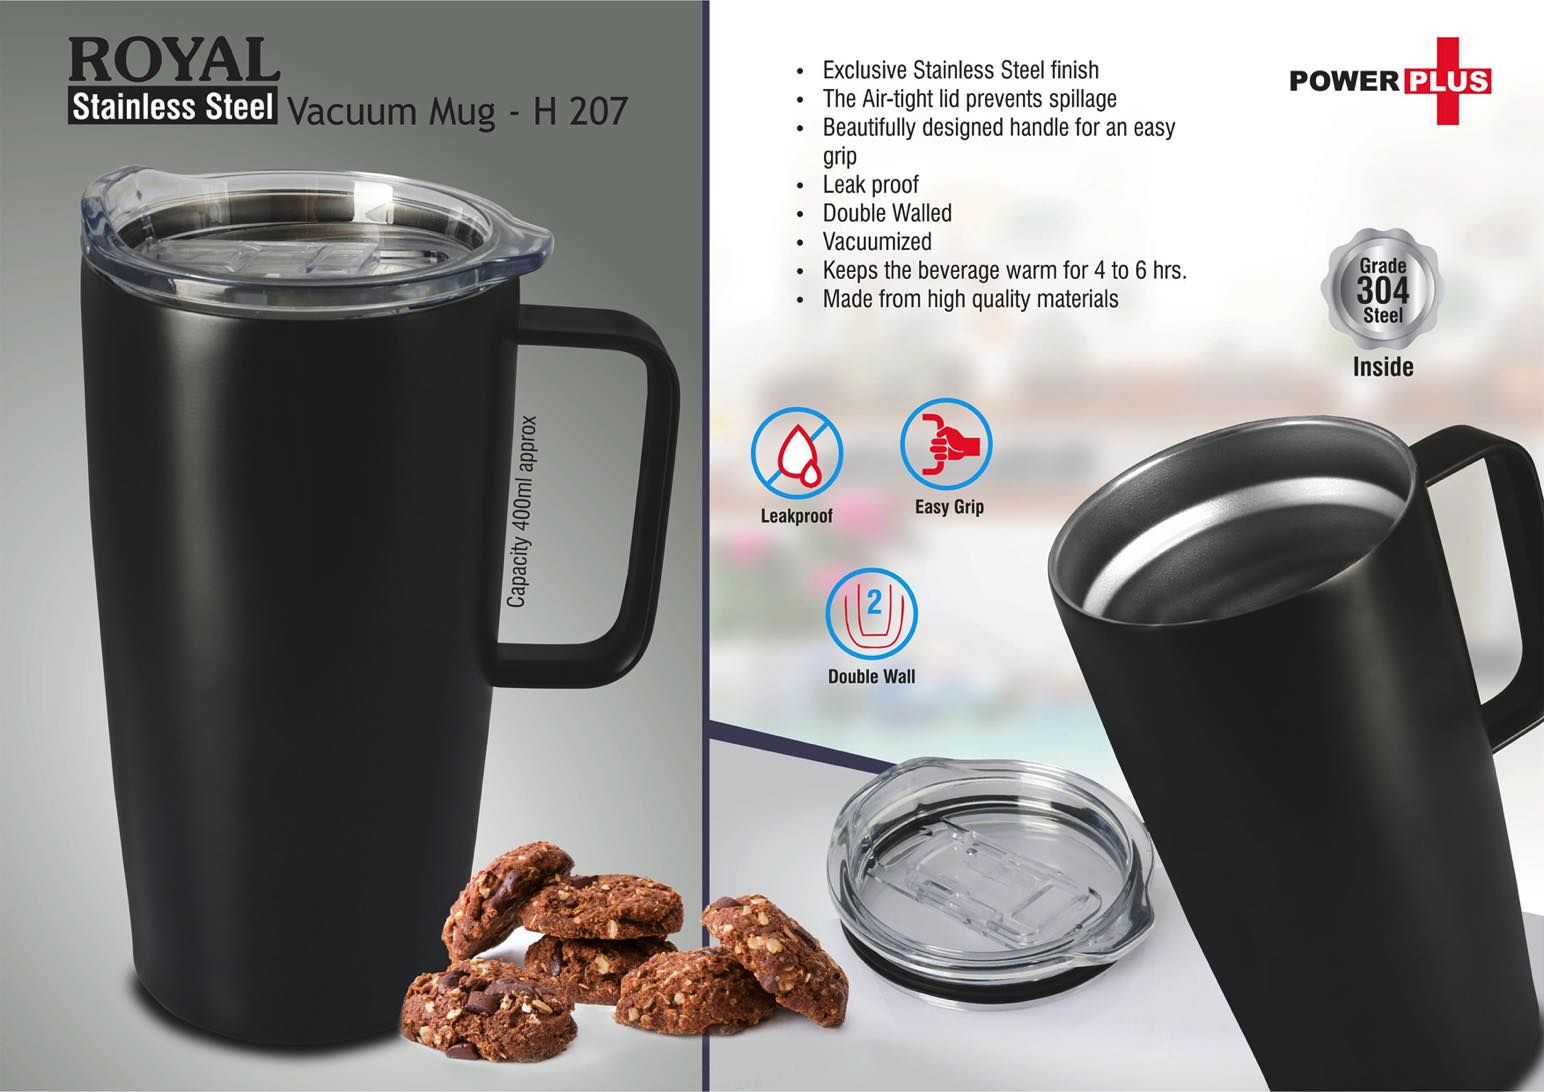 ROYAL
Stainless Steel Vacuum Mug - H 207
Capacity 400ml approx
• Exclusive Stainless Steel finish
• The Air-tight lid prevents spillage
• Beautifully designed handle for an easy
grip
• Leak proof
• Double Walled
• Vacuumized
• Keeps the beverage warm for 4 to 6 hrs.
• Made from high quality materials
POWER PLUS
Grade
304
Steel
Inside
Leakproof
Easy Grip
2
Double Wall